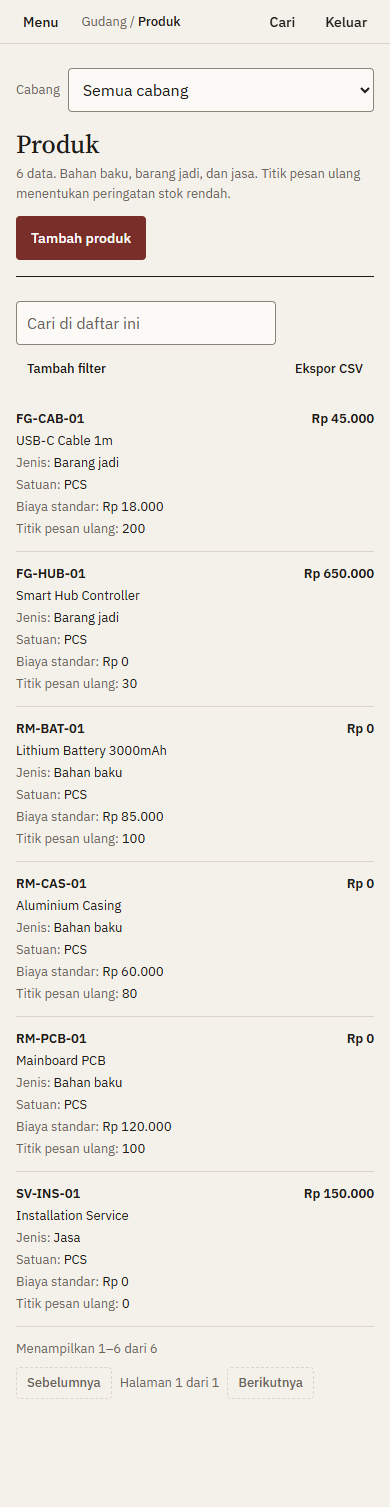 Menu Gudang / Produk Cari Keluar
Cabang Semua cabang
Produk
6 data. Bahan baku, barang jadi, dan jasa. Titik pesan ulang
menentukan peringatan stok rendah.
Tambah produk
Cari di daftar ini
Tambah filter Ekspor CSV
FG-CAB-01 Rp 45.000
USB-C Cable 1m
Jenis: Barang jadi
Satuan: PCS
Biaya standar: Rp 18.000
Titik pesan ulang: 200
FG-HUB-01 Rp 650.000
Smart Hub Controller
Jenis: Barang jadi
Satuan: PCS
Biaya standar: Rp 0
Titik pesan ulang: 30
RM-BAT-01 Rp 0
Lithium Battery 3000mAh
Jenis: Bahan baku
Satuan: PCS
Biaya standar: Rp 85.000
Titik pesan ulang: 100
RM-CAS-01 Rp 0
Aluminium Casing
Jenis: Bahan baku
Satuan: PCS
Biaya standar: Rp 60.000
Titik pesan ulang: 80
RM-PCB-01 Rp 0
Mainboard PCB
Jenis: Bahan baku
Satuan: PCS
Biaya standar: Rp 120.000
Titik pesan ulang: 100
SV-INS-01 Rp 150.000
Installation Service
Jenis: Jasa
Satuan: PCS
Biaya standar: Rp 0
Titik pesan ulang: 0
Menampilkan 1–6 dari 6
Sebelumnya Halaman 1 dari 1 Berikutnya